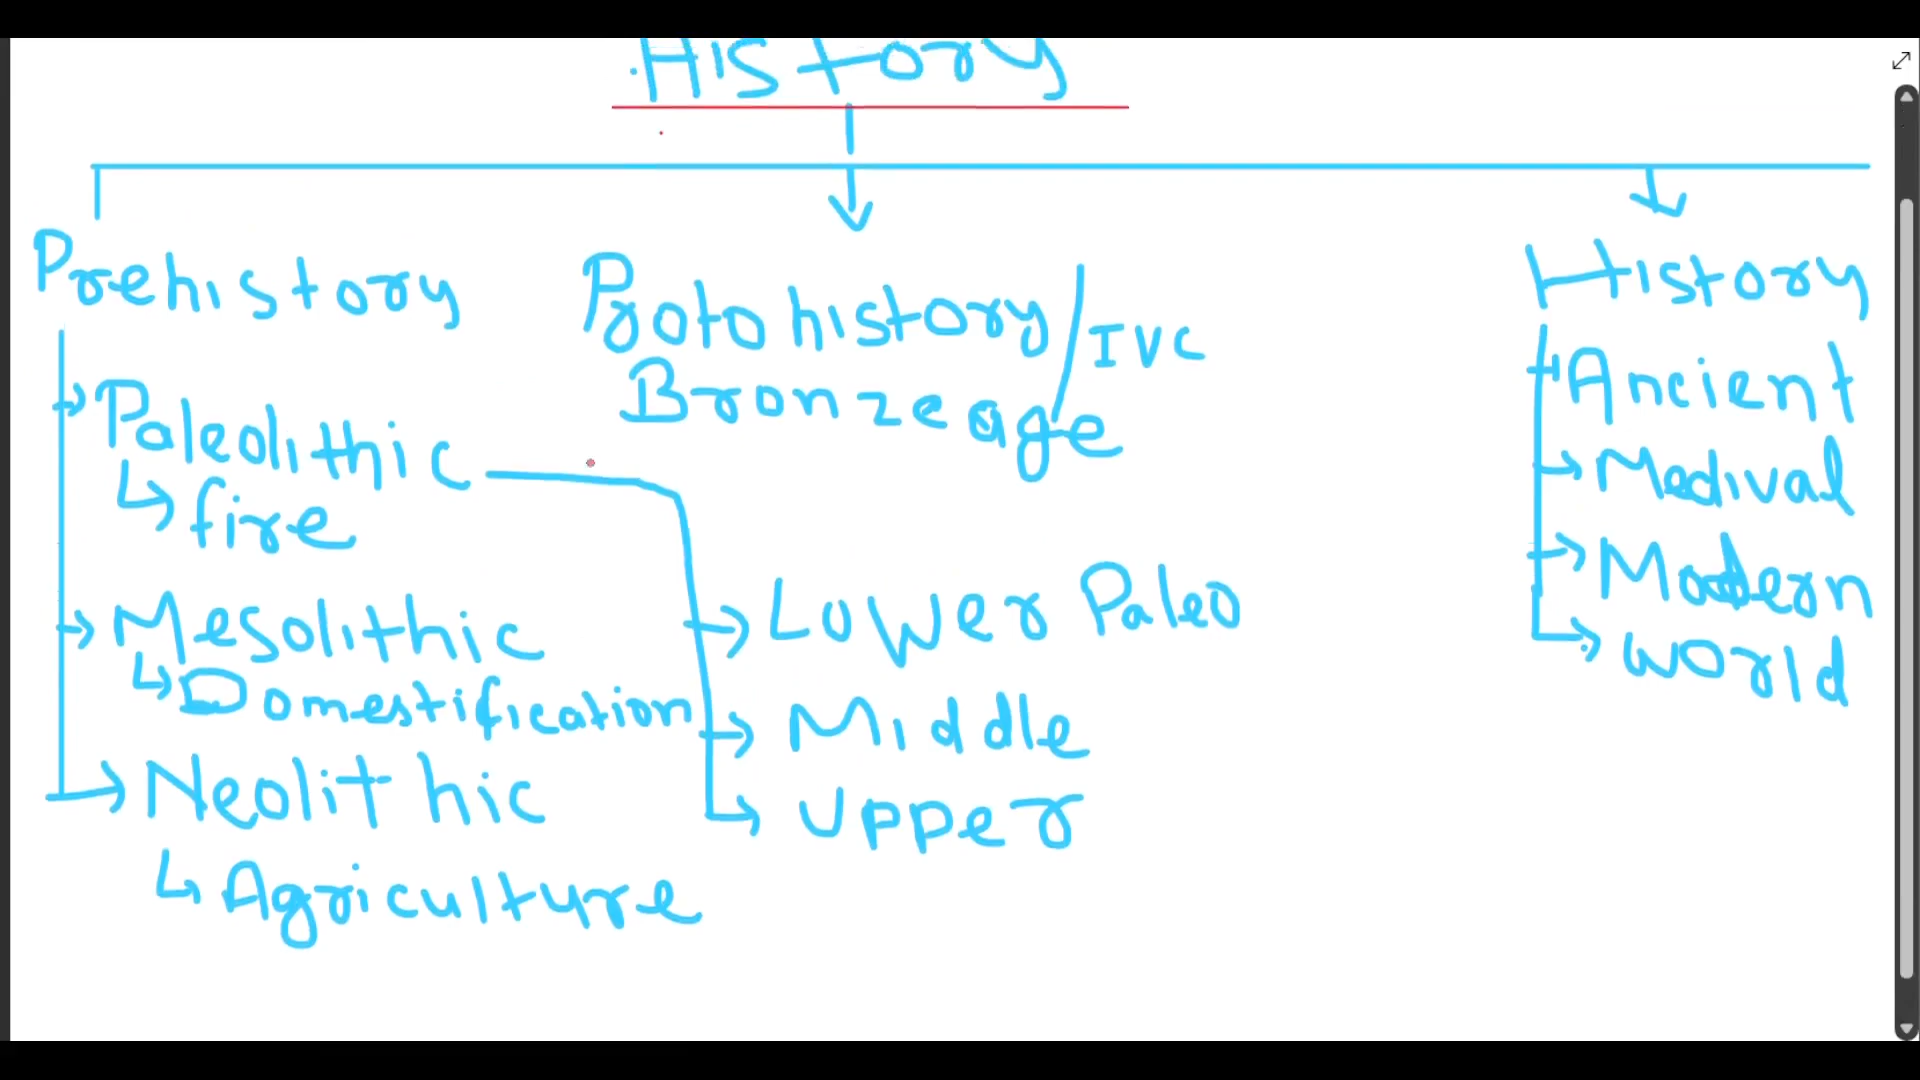 History
Prehistory
Paleolithic
fire
Mesolithic
Domestification
Neolithic
Agriculture
Protohistory / IVC
Bronze age
Lower Paleo
Middle
Upper
History
Ancient
Medival
Modern
World